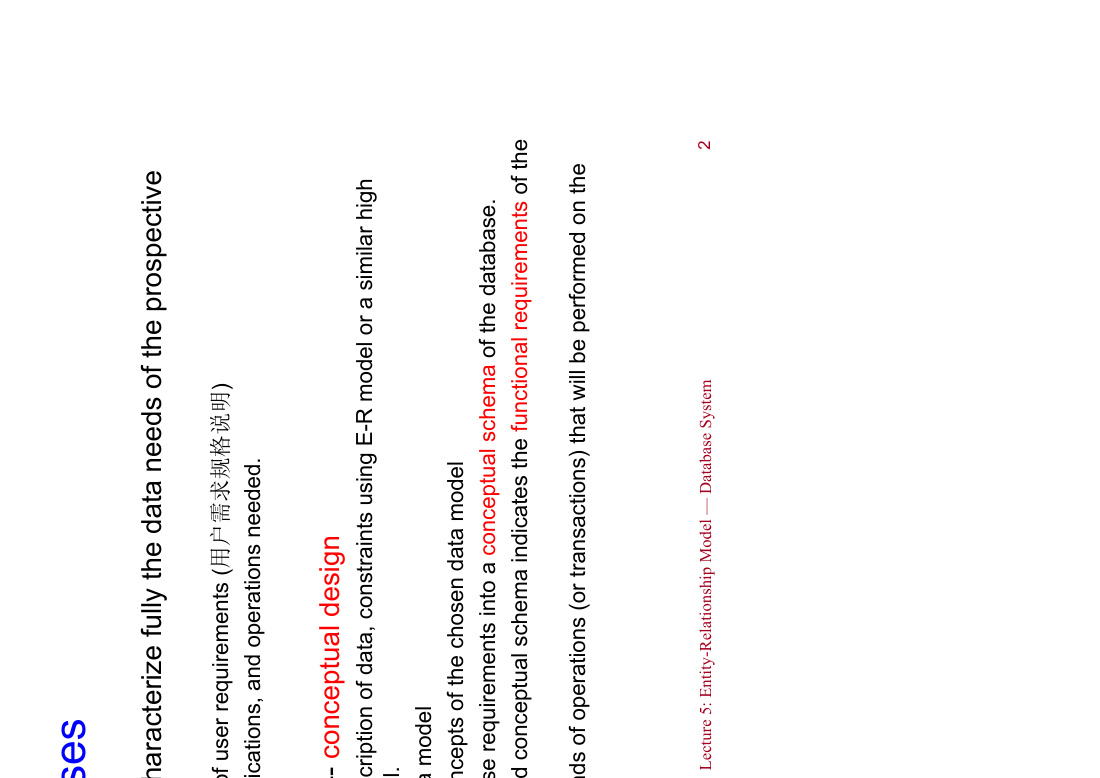 ses
haracterize fully the data needs of the prospective
of user requirements (用户需求规格说明)
ications, and operations needed.
- conceptual design
cription of data, constraints using E-R model or a similar high
l.
a model
ncepts of the chosen data model
se requirements into a conceptual schema of the database.
d conceptual schema indicates the functional requirements of the
nds of operations (or transactions) that will be performed on the
Lecture 5: Entity-Relationship Model — Database System 2